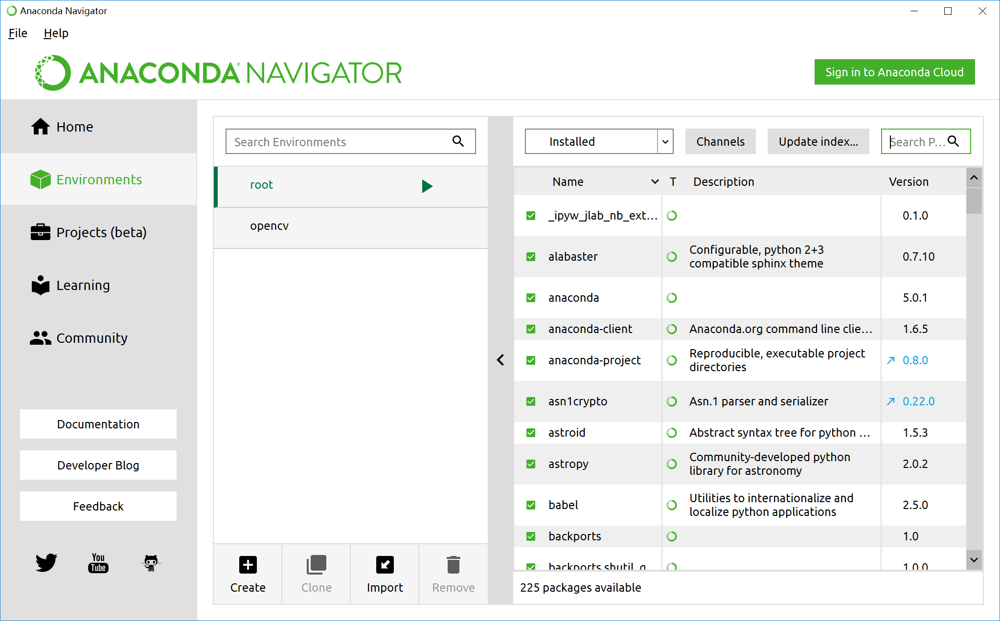 Anaconda Navigator
File Help
ANACONDA® NAVIGATOR
Sign in to Anaconda Cloud
Home
Environments
Projects (beta)
Learning
Community
Documentation
Developer Blog
Feedback
You
Tube
Search Environments
root
opencv
Create
Clone
Import
Remove
Installed
Channels
Update index...
Search P...
Name T Description Version
_ipyw_jlab_nb_ext... 0.1.0
alabaster Configurable, python 2+3
compatible sphinx theme 0.7.10
anaconda 5.0.1
anaconda-client Anaconda.org command line clie... 1.6.5
anaconda-project Reproducible, executable project
directories 0.8.0
asn1crypto Asn.1 parser and serializer 0.22.0
astroid Abstract syntax tree for python ... 1.5.3
astropy Community-developed python
library for astronomy 2.0.2
babel Utilities to internationalize and
localize python applications 2.5.0
backports 1.0
backports.shutil_g... 1.0.0
225 packages available